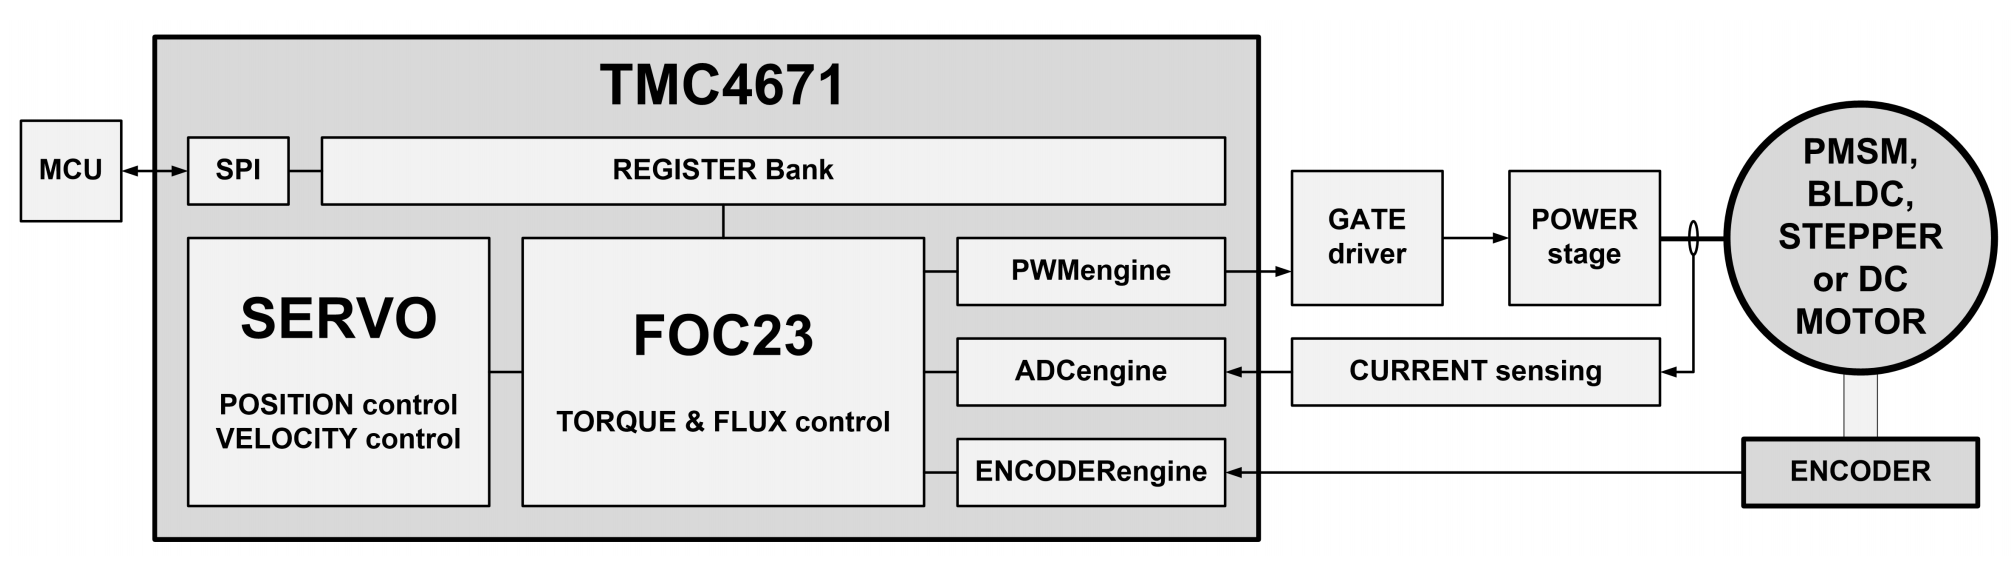 TMC4671
MCU
SPI
REGISTER Bank
SERVO
POSITION control
VELOCITY control
FOC23
TORQUE & FLUX control
PWMengine
ADCengine
ENCODERengine
GATE
driver
POWER
stage
CURRENT sensing
PMSM,
BLDC,
STEPPER
or DC
MOTOR
ENCODER